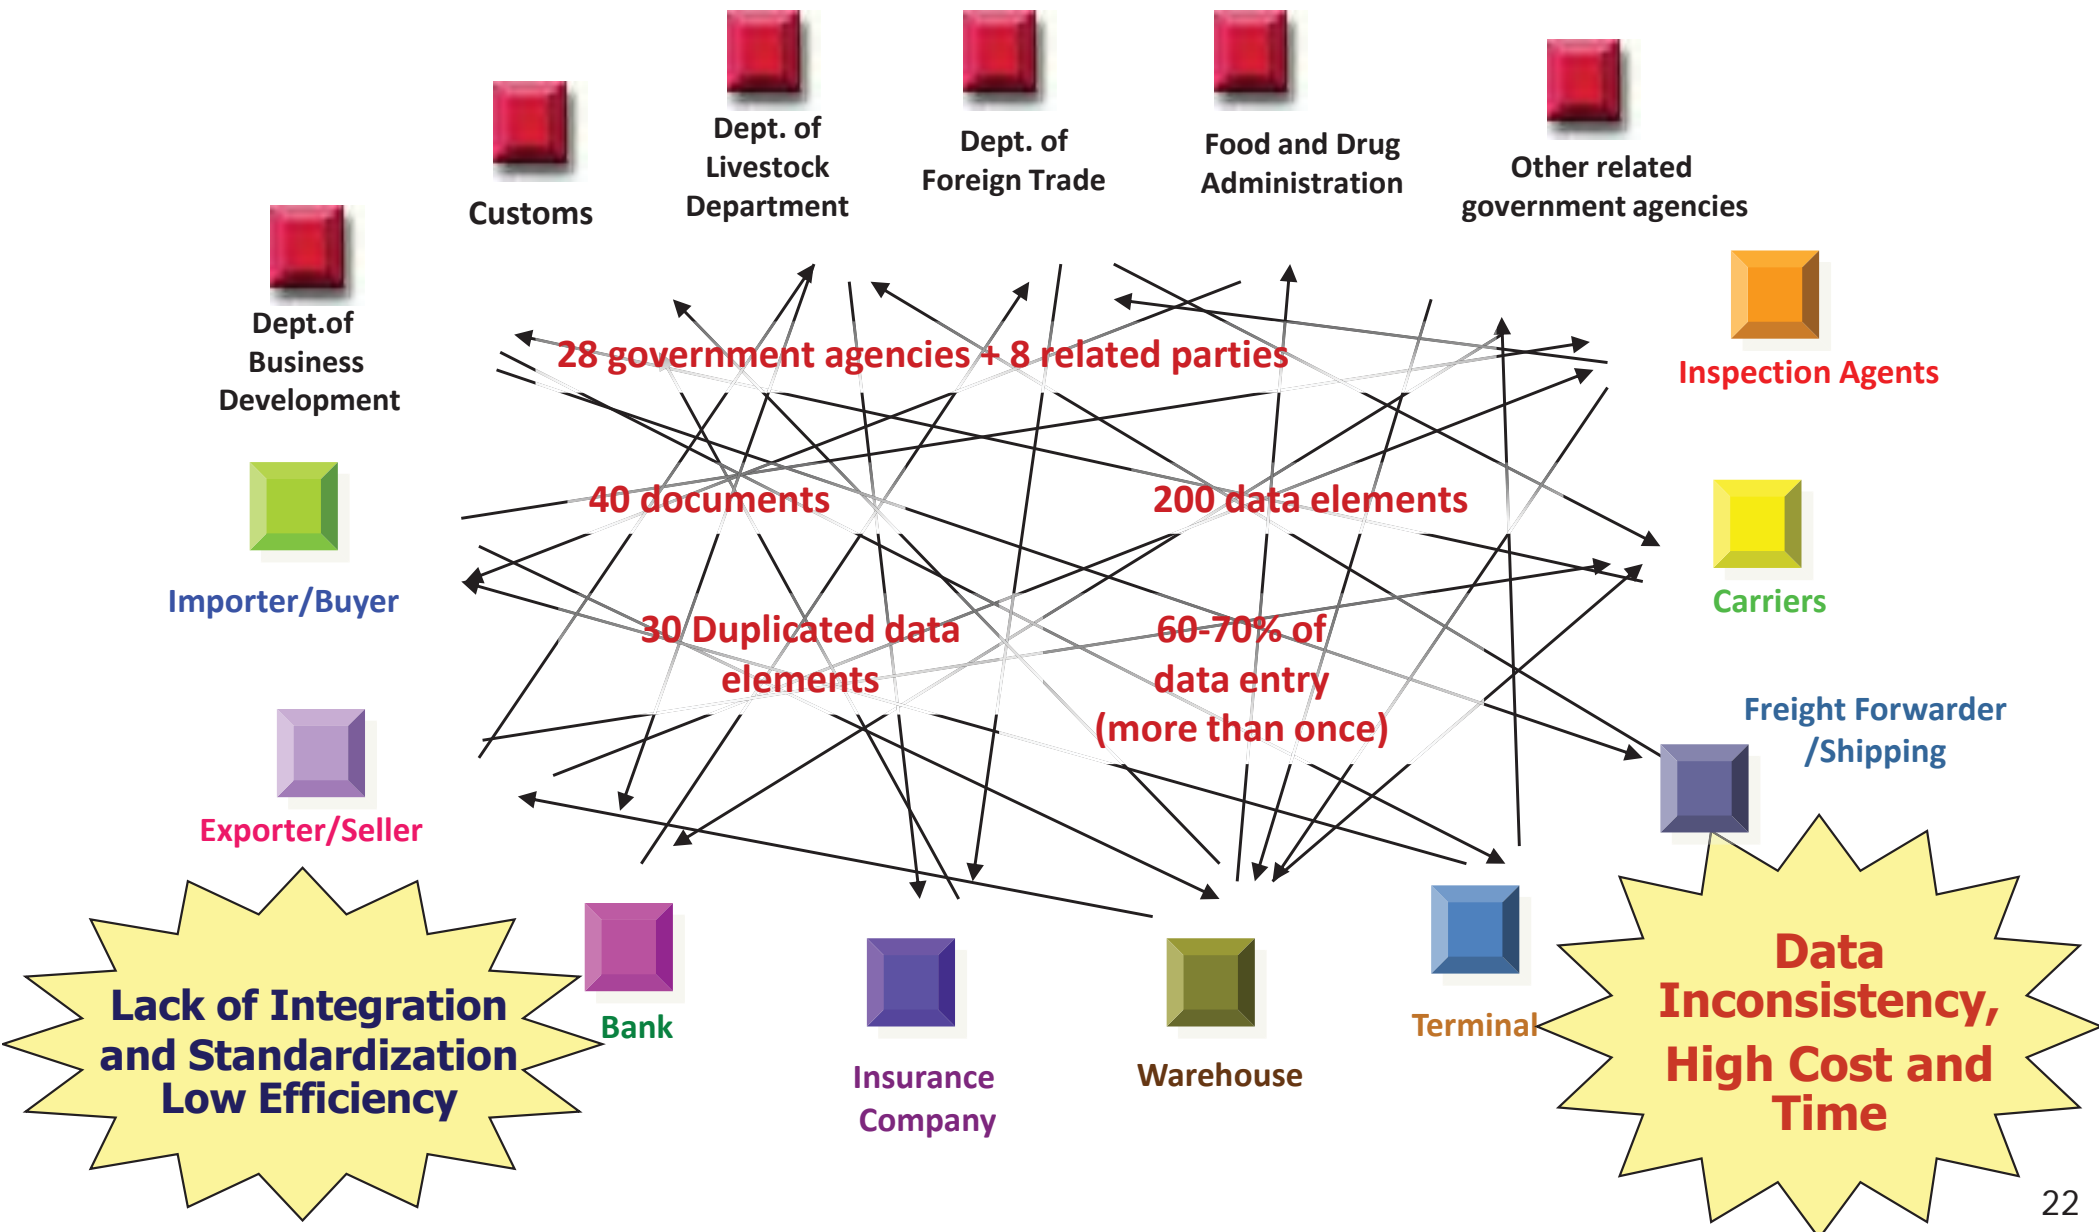 Dept. of
Livestock
Department
Dept. of
Foreign Trade
Food and Drug
Administration
Other related
government agencies
Customs
Dept.of
Business
Development
28 government agencies + 8 related parties
Inspection Agents
40 documents
200 data elements
Importer/Buyer
Carriers
30 Duplicated data
elements
60-70% of
data entry
(more than once)
Freight Forwarder
/Shipping
Exporter/Seller
Lack of Integration
and Standardization
Low Efficiency
Bank
Insurance
Company
Warehouse
Terminal
Data
Inconsistency,
High Cost and
Time
22